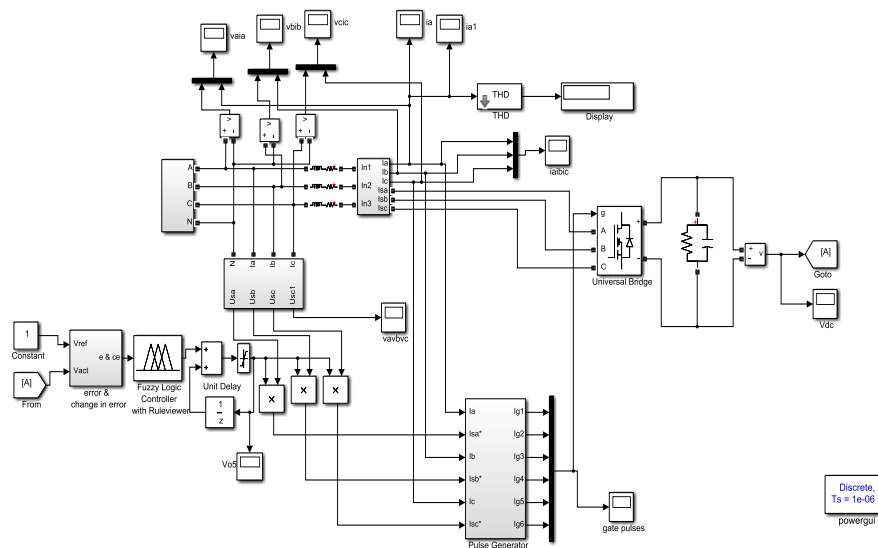 vaia
vbib
vcic
ia
ia1
THD
THD
Display
iaibic
A
B
C
N
In1
In2
In3
Ia
Ib
Ic
Isa
Isb
Isc
g
A
B
C
+
-
Universal Bridge
+
+
-
v
[A]
Goto
Vdc
N
Ia
Ib
Ic
Usa
Usb
Usc
Usc1
vavbvc
1
Constant
[A]
From
Vref
Vact
e & ce
error &
change in error
Fuzzy Logic
Controller
with Ruleviewer
+
+
Unit Delay
1
z
Vo5
×
×
×
Ia
Isa*
Ib
Isb*
Ic
Isc*
Ig1
Ig2
Ig3
Ig4
Ig5
Ig6
Pulse Generator
gate pulses
Discrete,
Ts = 1e-06
powergui